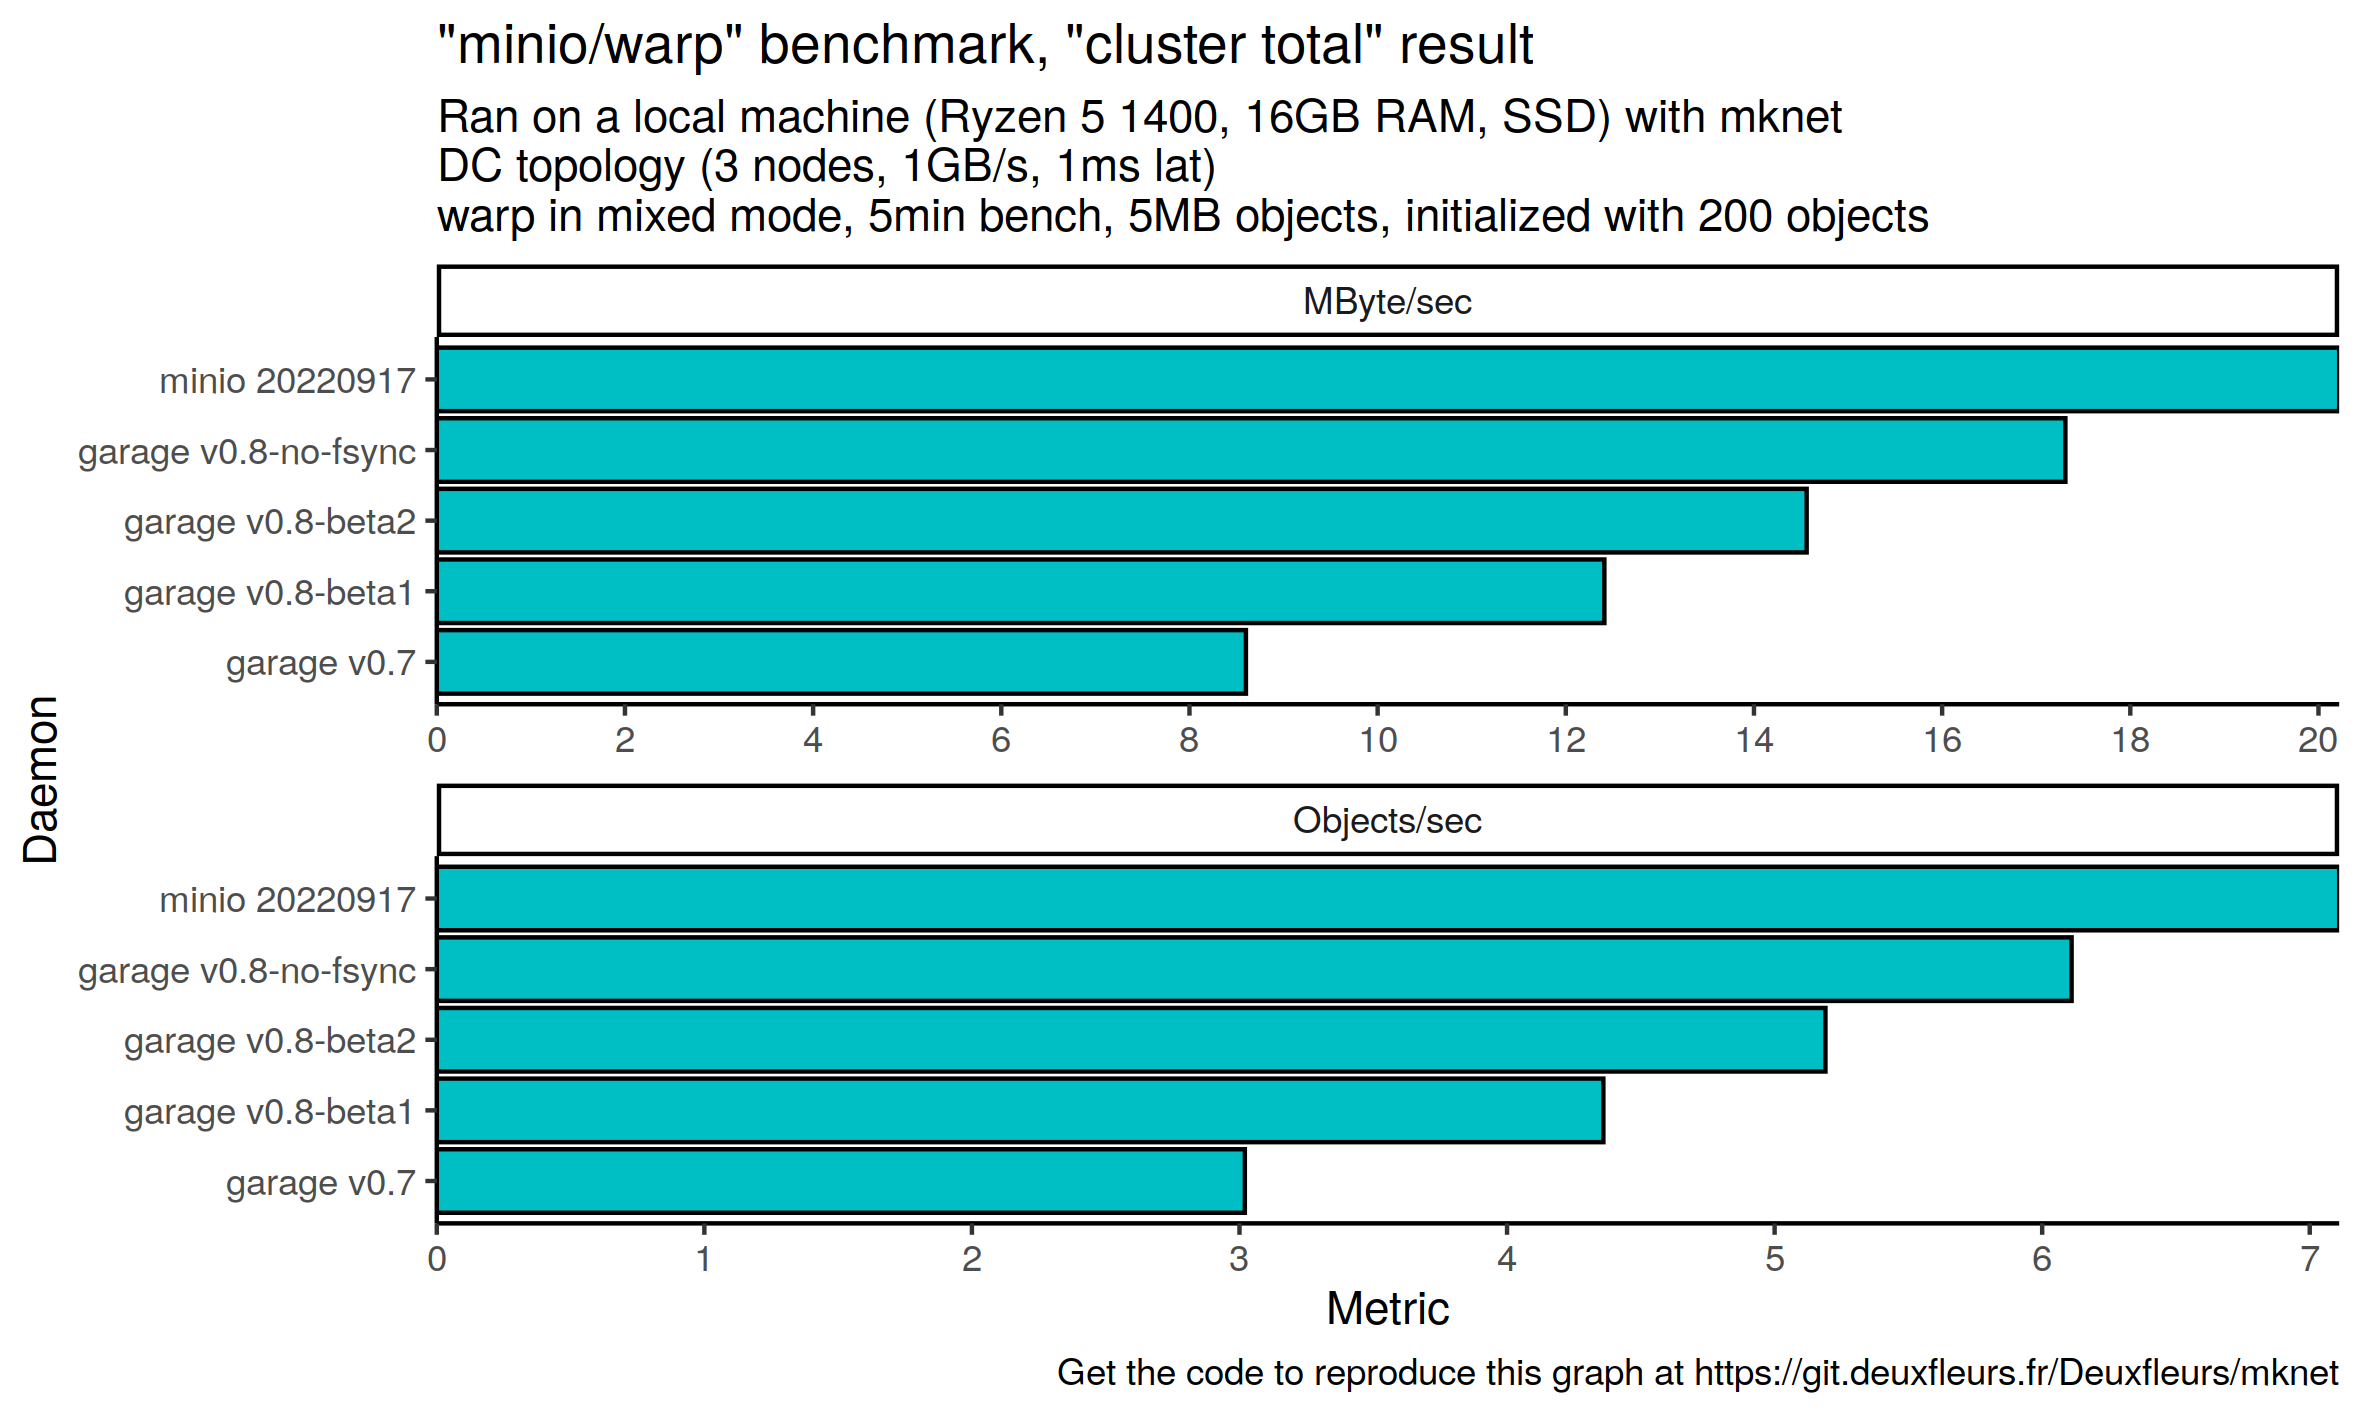 "minio/warp" benchmark, "cluster total" result
Ran on a local machine (Ryzen 5 1400, 16GB RAM, SSD) with mknet
DC topology (3 nodes, 1GB/s, 1ms lat)
warp in mixed mode, 5min bench, 5MB objects, initialized with 200 objects
MByte/sec
minio 20220917
garage v0.8-no-fsync
garage v0.8-beta2
garage v0.8-beta1
garage v0.7
0 2 4 6 8 10 12 14 16 18 20
Daemon
Objects/sec
minio 20220917
garage v0.8-no-fsync
garage v0.8-beta2
garage v0.8-beta1
garage v0.7
0 1 2 3 4 5 6 7
Metric
Get the code to reproduce this graph at https://git.deuxfleurs.fr/Deuxfleurs/mknet